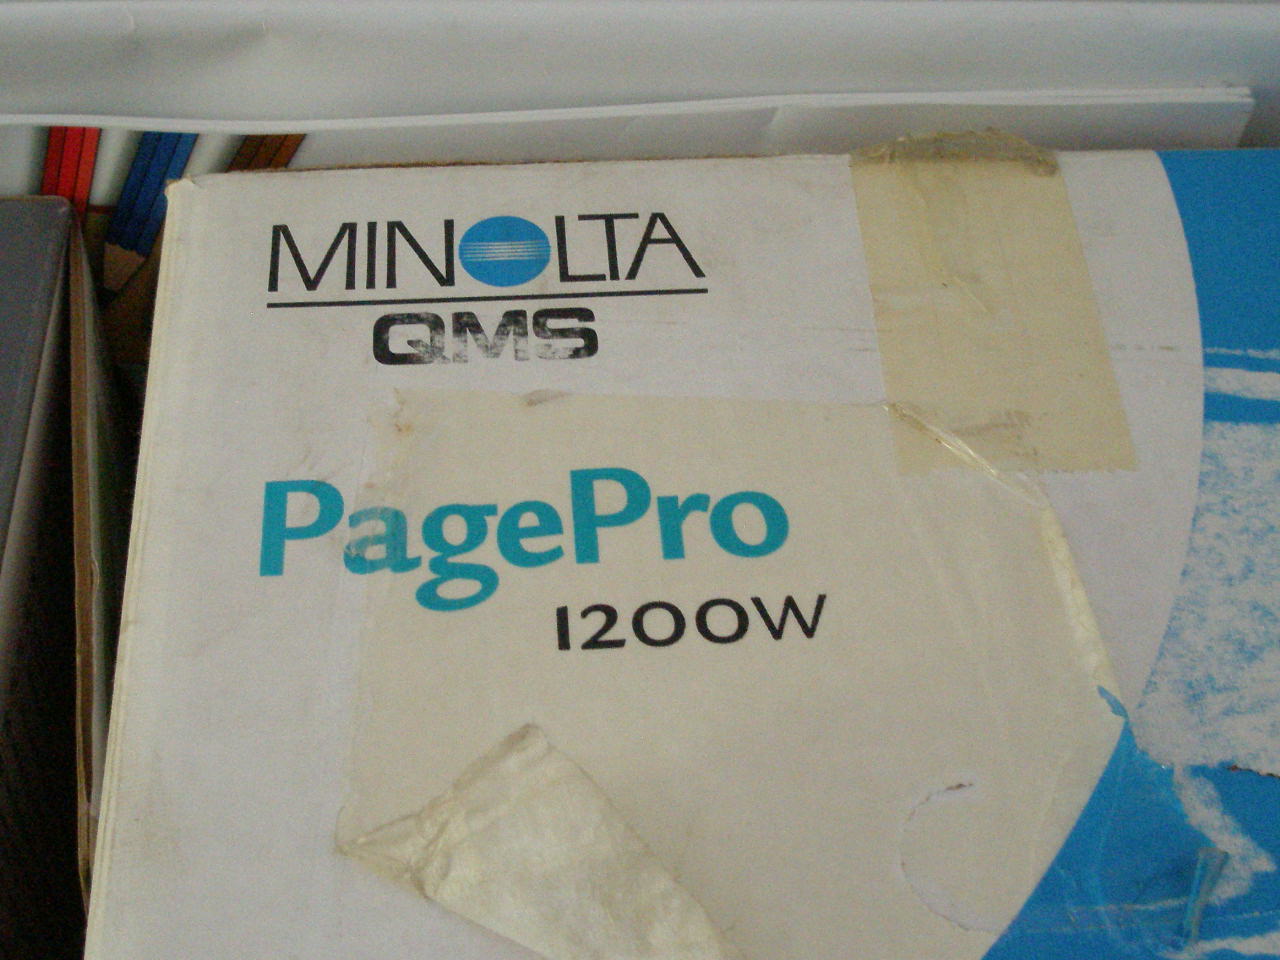 MINOLTA
QMS
PagePro
1200W